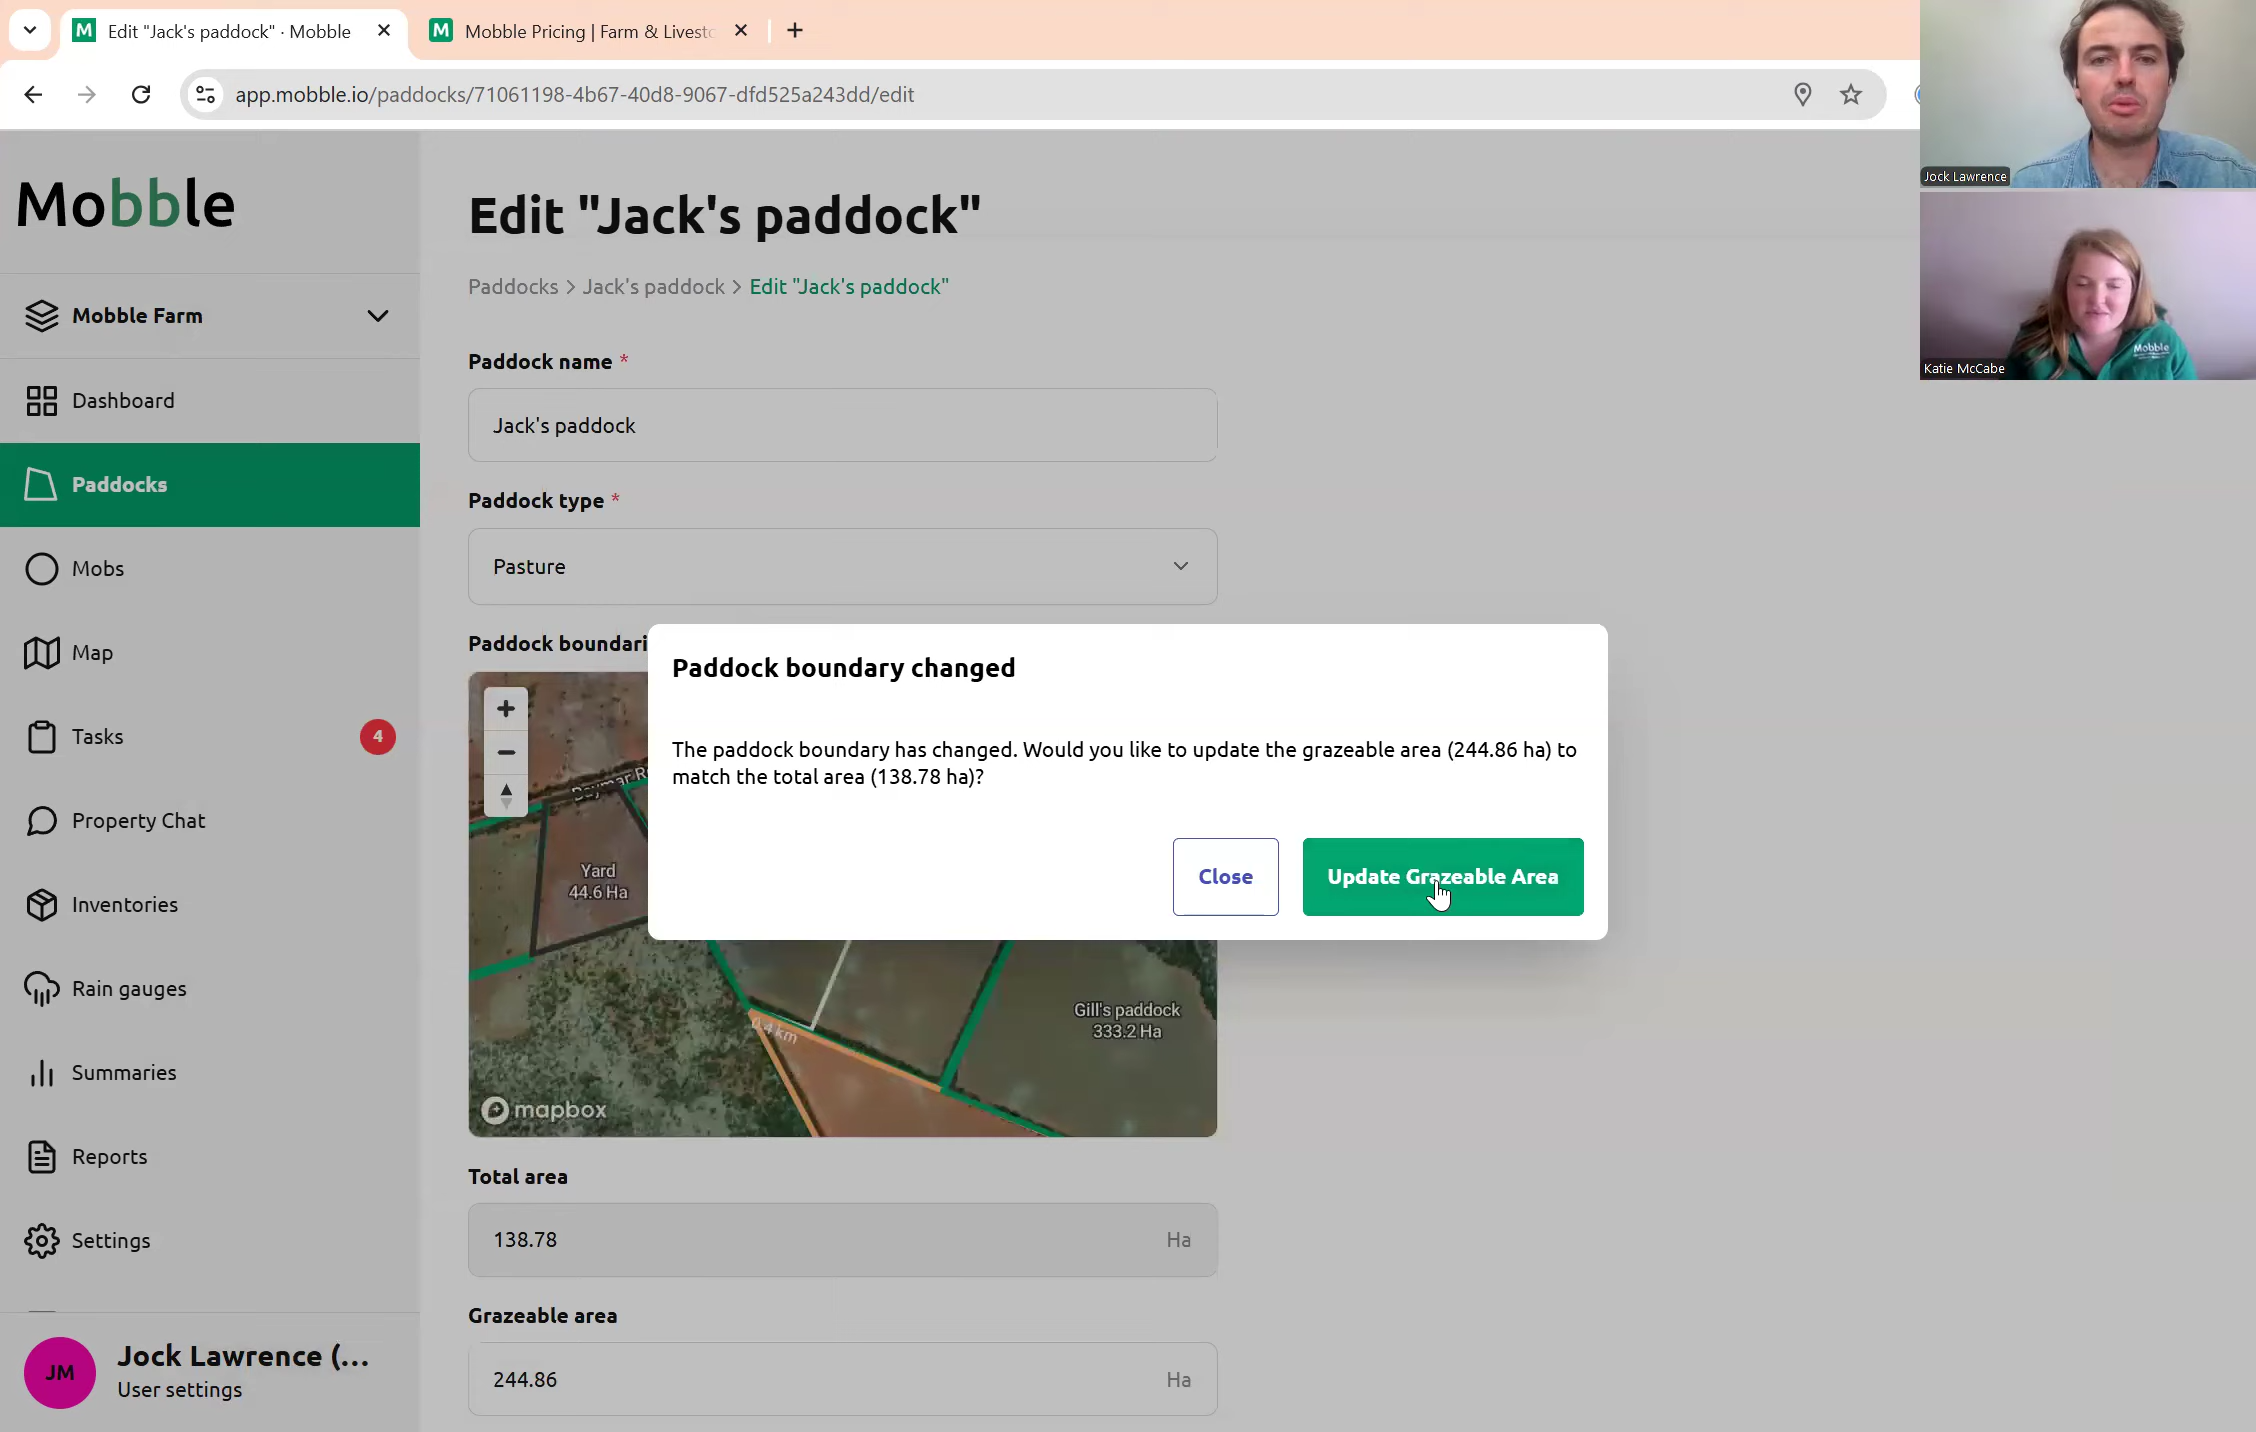 Edit "Jack's paddock" · Mobble
Mobble Pricing | Farm & Livesto
app.mobble.io/paddocks/71061198-4b67-40d8-9067-dfd525a243dd/edit
Jock Lawrence
Mobble
Katie McCabe
Mobble
Mobble Farm
Dashboard
Paddocks
Mobs
Map
Tasks
4
Property Chat
Inventories
Rain gauges
Summaries
Reports
Settings
JM
Jock Lawrence (...
User settings
Edit "Jack's paddock"
Paddocks > Jack's paddock > Edit "Jack's paddock"
Paddock name *
Jack's paddock
Paddock type *
Pasture
Paddock boundari
Yard
44.6 Ha
0.4 km
Gill's paddock
333.2 Ha
mapbox
Paddock boundary changed
The paddock boundary has changed. Would you like to update the grazeable area (244.86 ha) to
match the total area (138.78 ha)?
Close
Update Grazeable Area
Total area
138.78
Ha
Grazeable area
244.86
Ha